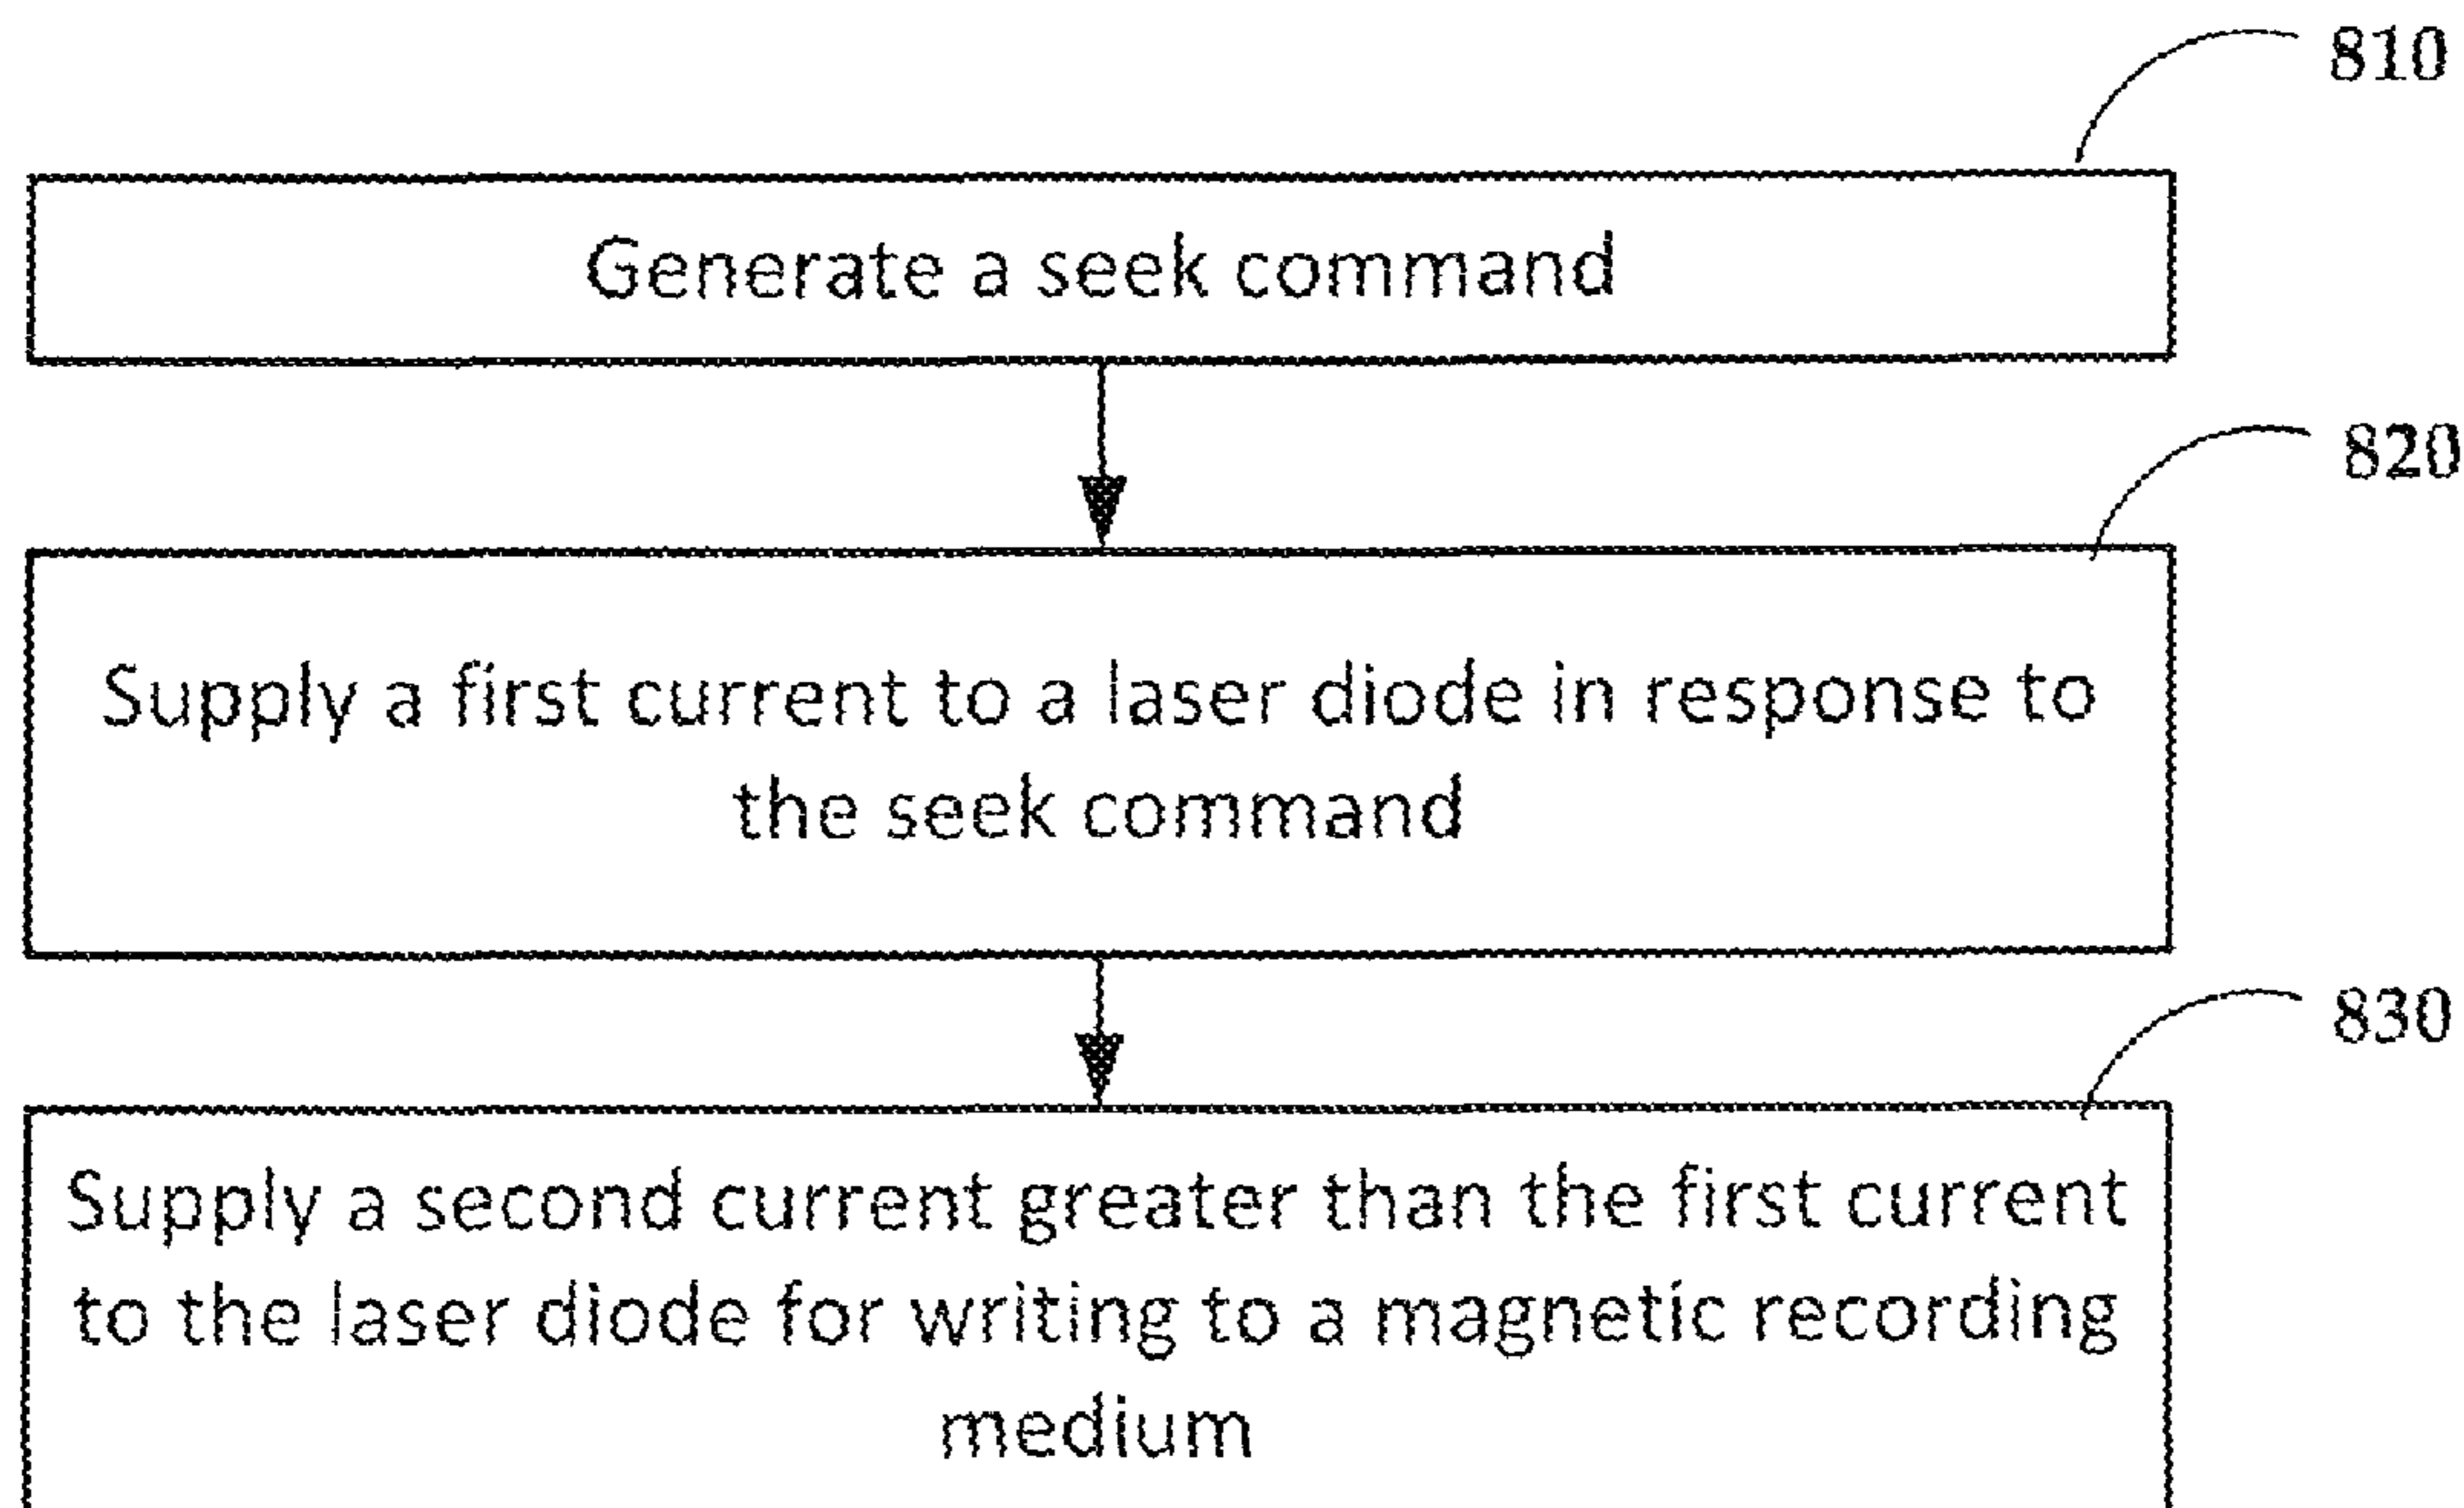 810
Generate a seek command
820
Supply a first current to a laser diode in response to
the seek command
830
Supply a second current greater than the first current
to the laser diode for writing to a magnetic recording
medium